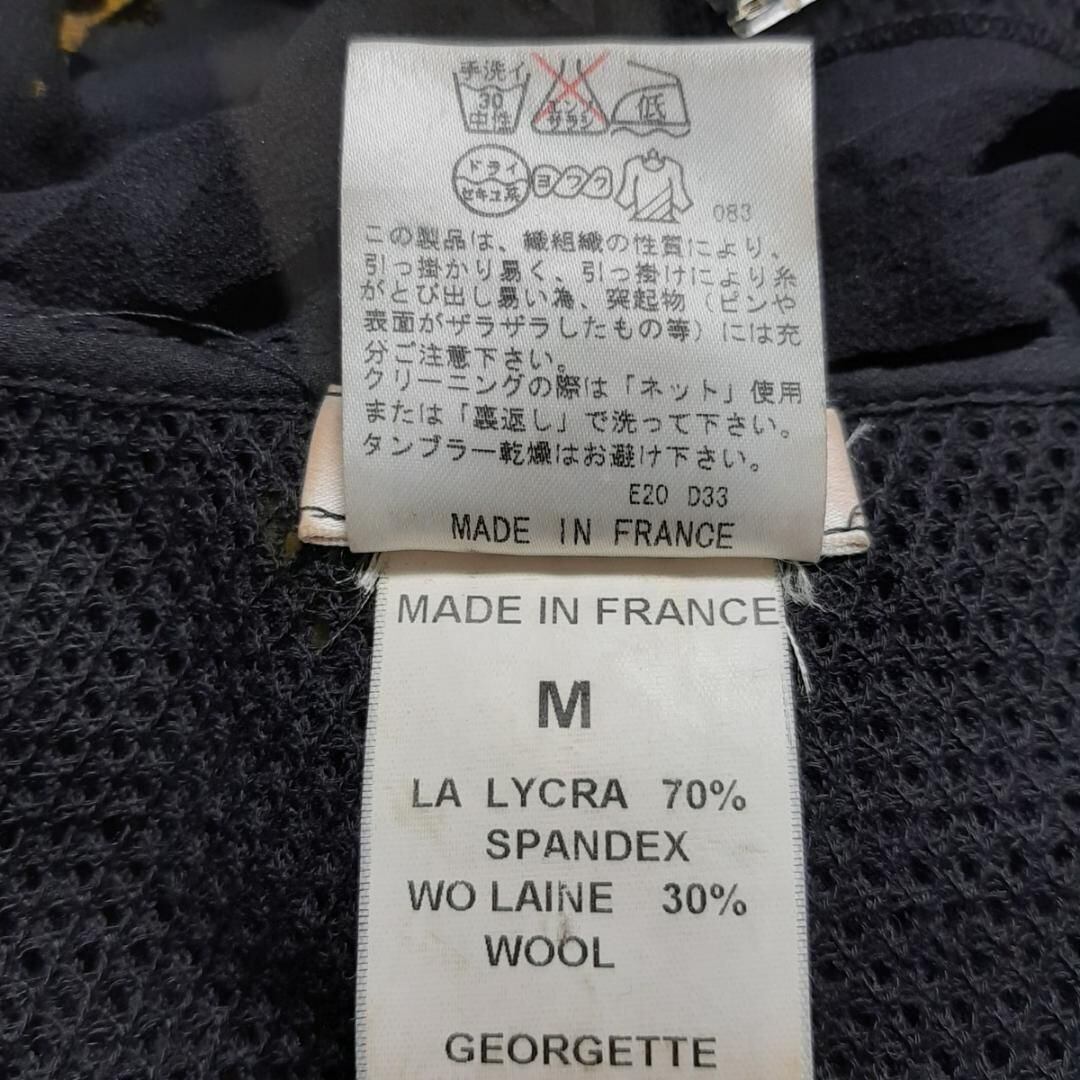 手洗イ
30
中性
エンソ
サラシ
低
ドライ
セキユ系
ヨワク
083
この製品は、織組織の性質により、
引っ掛かり易く、引っ掛けにより糸
がとび出し易い為、突起物(ピンや
表面がザラザラしたもの等)には充
分ご注意下さい。
クリーニングの際は「ネット」使用
または「裏返し」で洗って下さい。
タンブラー乾燥はお避け下さい。
E20 D33
MADE IN FRANCE
MADE IN FRANCE
M
LA LYCRA 70%
SPANDEX
WO LAINE 30%
WOOL
GEORGETTE